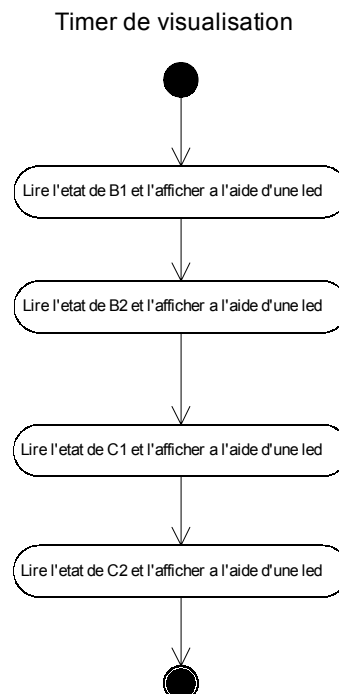 Timer de visualisation
Lire l'etat de B1 et l'afficher a l'aide d'une led
Lire l'etat de B2 et l'afficher a l'aide d'une led
Lire l'etat de C1 et l'afficher a l'aide d'une led
Lire l'etat de C2 et l'afficher a l'aide d'une led